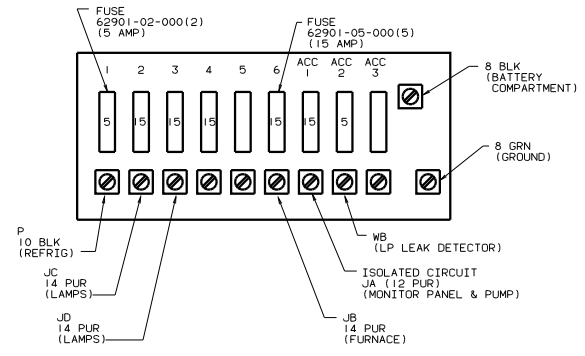 FUSE
62901-02-000(2)
(5 AMP)
FUSE
62901-05-000(5)
(15 AMP)
1 2 3 4 5 6 ACC 1 ACC 2 ACC 3
8 BLK
(BATTERY
COMPARTMENT)
5 15 15 15 15 15 5
8 GRN
(GROUND)
P
10 BLK
(REFRIG)
WB
(LP LEAK DETECTOR)
JC
14 PUR
(LAMPS)
ISOLATED CIRCUIT
JA (12 PUR)
(MONITOR PANEL & PUMP)
JD
14 PUR
(LAMPS)
JB
14 PUR
(FURNACE)